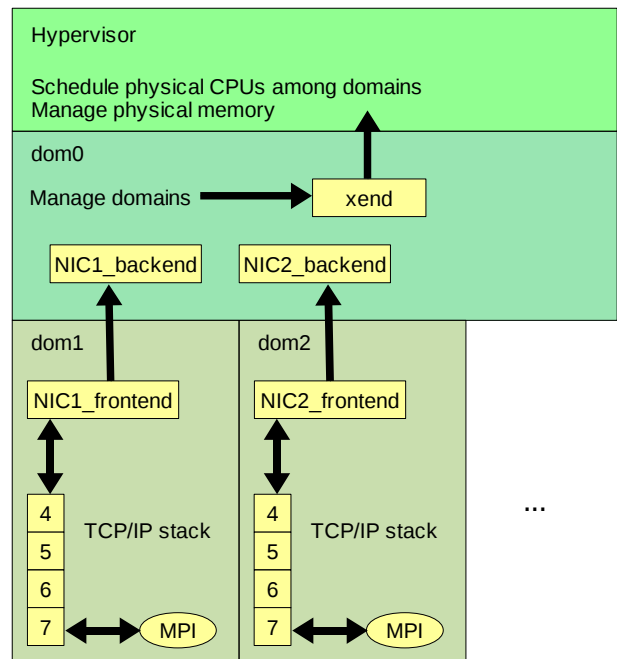 Hypervisor
Schedule physical CPUs among domains
Manage physical memory
dom0
Manage domains
xend
NIC1_backend
NIC2_backend
dom1
dom2
NIC1_frontend
NIC2_frontend
4
5
6
7
TCP/IP stack
MPI
4
5
6
7
TCP/IP stack
MPI
...